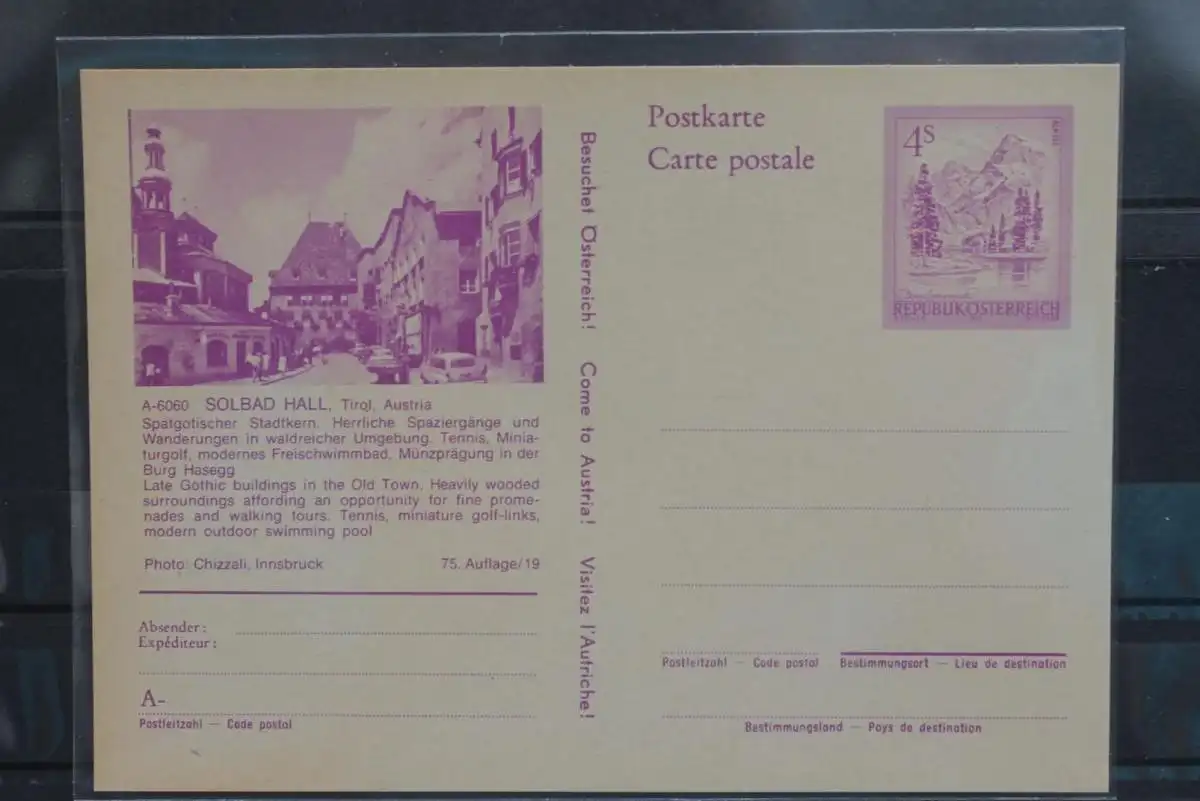 Postkarte
Carte postale
4S
REPUBLIK ÖSTERREICH
Besuchet Österreich! Come to Austria! Visitez l'Autriche!
A-6060 SOLBAD HALL, Tirol, Austria
Spätgotischer Stadtkern. Herrliche Spaziergänge und
Wanderungen in waldreicher Umgebung. Tennis, Minia-
turgolf, modernes Freischwimmbad. Münzprägung in der
Burg Hasegg
Late Gothic buildings in the Old Town. Heavily wooded
surroundings affording an opportunity for fine prome-
nades and walking tours. Tennis, miniature golf-links,
modern outdoor swimming pool
Photo: Chizzali, Innsbruck 75. Auflage/19
Absender:
Expéditeur:
A-
Postleitzahl — Code postal
Postleitzahl — Code postal Bestimmungsort — Lieu de destination
Bestimmungsland — Pays de destination